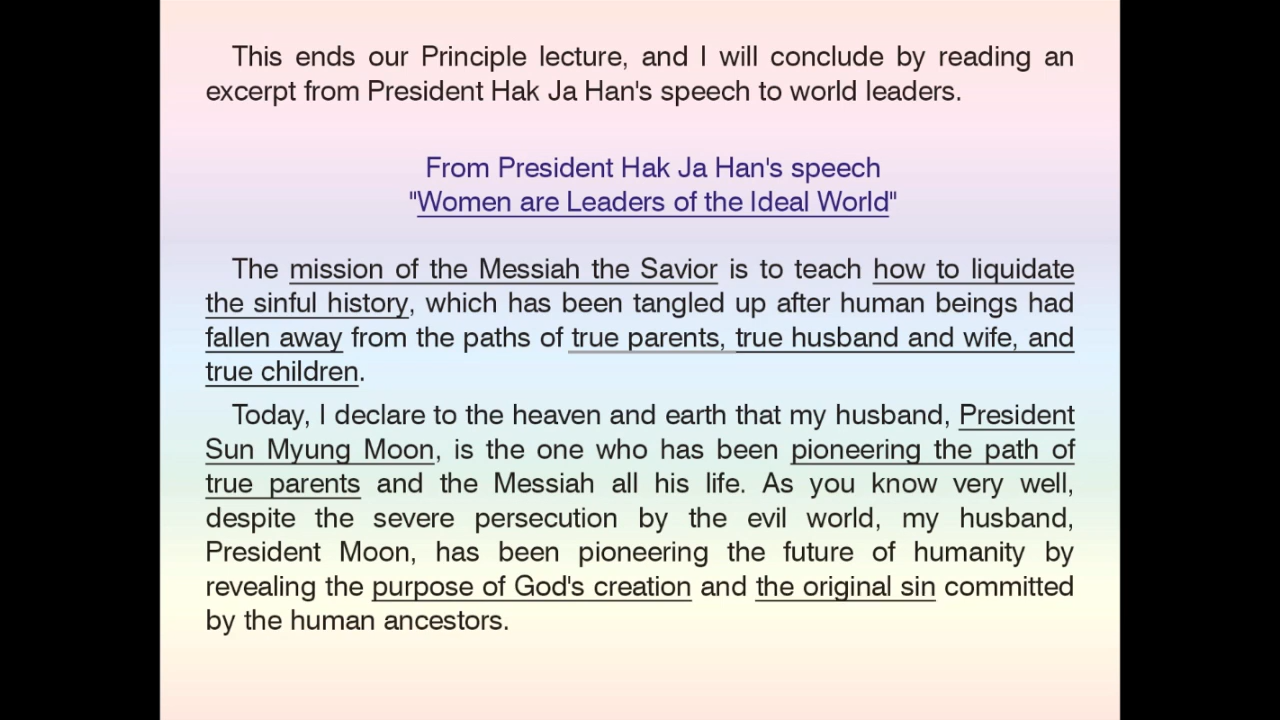 This ends our Principle lecture, and I will conclude by reading an
excerpt from President Hak Ja Han's speech to world leaders.
From President Hak Ja Han's speech
"Women are Leaders of the Ideal World"
The mission of the Messiah the Savior is to teach how to liquidate
the sinful history, which has been tangled up after human beings had
fallen away from the paths of true parents, true husband and wife, and
true children.
Today, I declare to the heaven and earth that my husband, President
Sun Myung Moon, is the one who has been pioneering the path of
true parents and the Messiah all his life. As you know very well,
despite the severe persecution by the evil world, my husband,
President Moon, has been pioneering the future of humanity by
revealing the purpose of God's creation and the original sin committed
by the human ancestors.